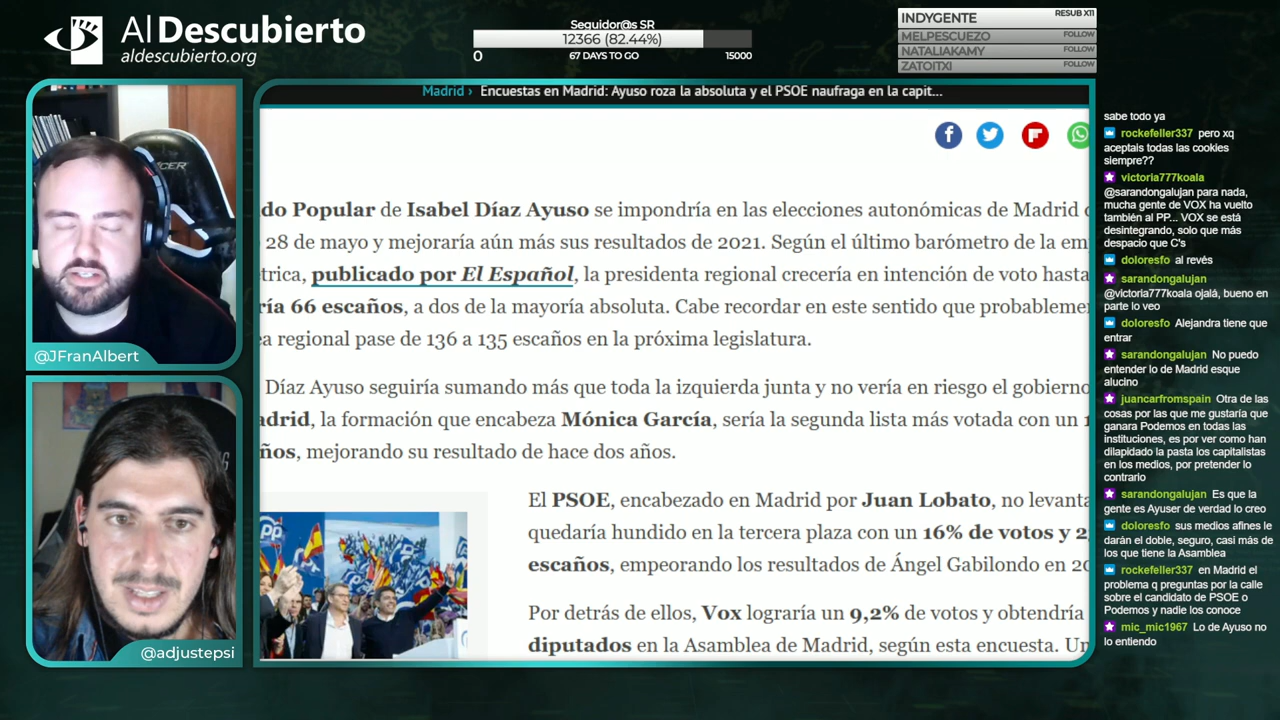 Al Descubierto
aldescubierto.org
Seguidor@s SR
12366 (82.44%)
0
67 DAYS TO GO
15000
INDYGENTE
RESUB X11
MELPESCUEZO
FOLLOW
NATALIAKAMY
FOLLOW
ZATOITXI
FOLLOW
Madrid › Encuestas en Madrid: Ayuso roza la absoluta y el PSOE naufraga en la capit...
do Popular de Isabel Díaz Ayuso se impondría en las elecciones autonómicas de Madrid
28 de mayo y mejoraría aún más sus resultados de 2021. Según el último barómetro de la em
trica, publicado por El Español, la presidenta regional crecería en intención de voto hasta
ría 66 escaños, a dos de la mayoría absoluta. Cabe recordar en este sentido que probablemen
a regional pase de 136 a 135 escaños en la próxima legislatura.
Díaz Ayuso seguiría sumando más que toda la izquierda junta y no vería en riesgo el gobierno
adrid, la formación que encabeza Mónica García, sería la segunda lista más votada con un 1
ños, mejorando su resultado de hace dos años.
El PSOE, encabezado en Madrid por Juan Lobato, no levanta
quedaría hundido en la tercera plaza con un 16% de votos y 2
escaños, empeorando los resultados de Ángel Gabilondo en 20
Por detrás de ellos, Vox lograría un 9,2% de votos y obtendría
diputados en la Asamblea de Madrid, según esta encuesta. Un
@JFranAlbert
@adjustepsi
sabe todo ya
rockefeller337 pero xq
aceptais todas las cookies
siempre??
victoria777koala
@sarandongalujan para nada,
mucha gente de VOX ha vuelto
también al PP... VOX se está
desintegrando, solo que más
despacio que C's
doloresfo al revés
sarandongalujan
@victoria777koala ojalá, bueno en
parte lo veo
doloresfo Alejandra tiene que
entrar
sarandongalujan No puedo
entender lo de Madrid esque
alucino
juancarfromspain Otra de las
cosas por las que me gustaría que
ganara Podemos en todas las
instituciones, es por ver como han
dilapidado la pasta los capitalistas
en los medios, por pretender lo
contrario
sarandongalujan Es que la
gente es Ayuser de verdad lo creo
doloresfo sus medios afines le
darán el doble, seguro, casi más de
los que tiene la Asamblea
rockefeller337 en Madrid el
problema q preguntas por la calle
sobre el candidato de PSOE o
Podemos y nadie los conoce
mic_mic1967 Lo de Ayuso no
lo entiendo